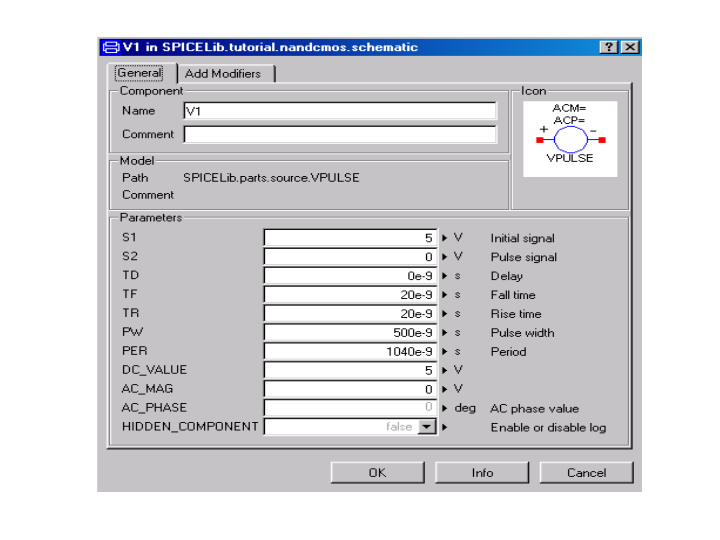 V1 in SPICELib.tutorial.nandcmos.schematic
General Add Modifiers
Component
Name V1
Comment
Icon
ACM=
ACP=
+ -
VPULSE
Model
Path SPICELib.parts.source.VPULSE
Comment
Parameters
S1 5 V Initial signal
S2 0 V Pulse signal
TD 0e-9 s Delay
TF 20e-9 s Fall time
TR 20e-9 s Rise time
PW 500e-9 s Pulse width
PER 1040e-9 s Period
DC_VALUE 5 V
AC_MAG 0 V
AC_PHASE 0 deg AC phase value
HIDDEN_COMPONENT false Enable or disable log
OK Info Cancel